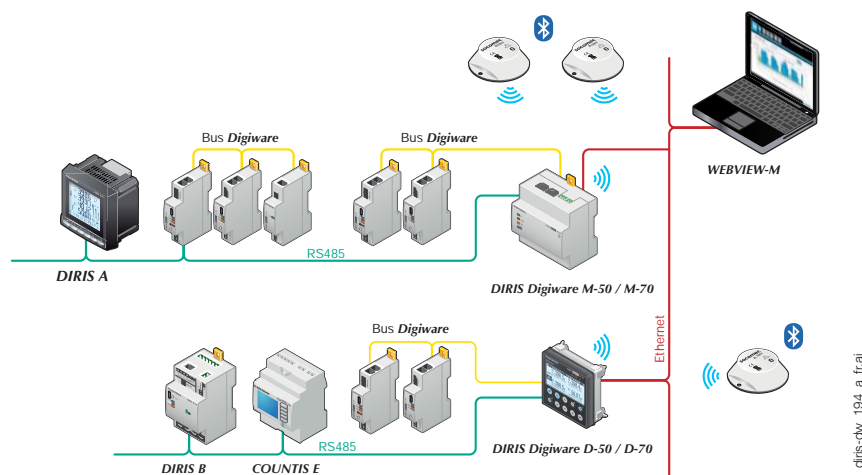 Bus Digiware
Bus Digiware
WEBVIEW-M
RS485
DIRIS A
DIRIS Digiware M-50 / M-70
Bus Digiware
Ethernet
RS485
DIRIS Digiware D-50 / D-70
DIRIS B
COUNTIS E
diris-dw_194_a_fr.ai